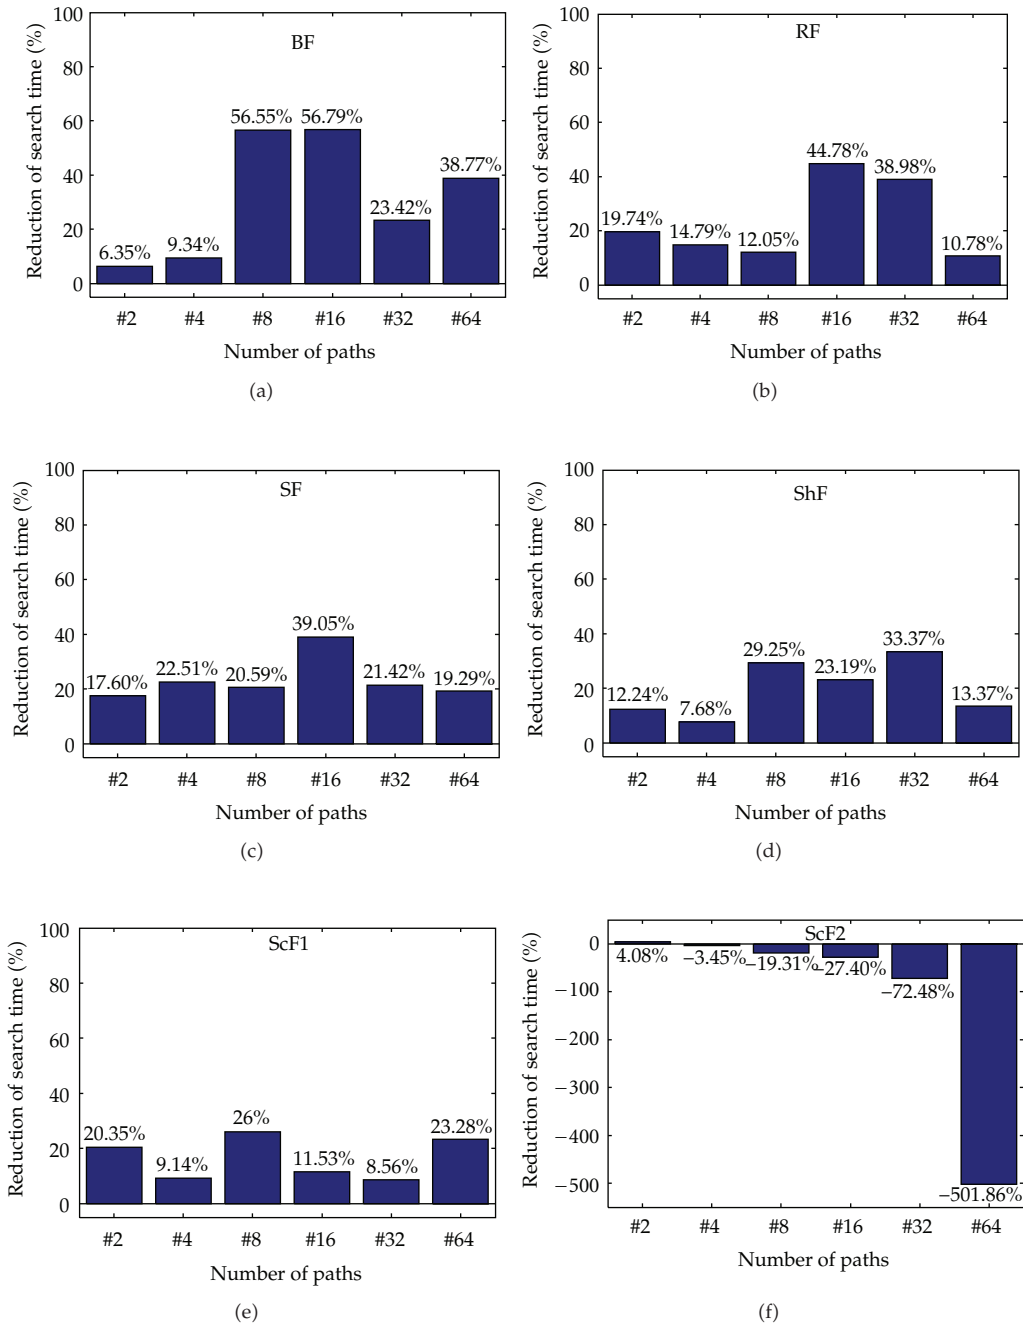 BF
Reduction of search time (%)
100
80
60
40
20
0
6.35%
9.34%
56.55%
56.79%
23.42%
38.77%
#2 #4 #8 #16 #32 #64
Number of paths
(a)
RF
Reduction of search time (%)
100
80
60
40
20
0
19.74%
14.79%
12.05%
44.78%
38.98%
10.78%
#2 #4 #8 #16 #32 #64
Number of paths
(b)
SF
Reduction of search time (%)
100
80
60
40
20
0
17.60%
22.51%
20.59%
39.05%
21.42%
19.29%
#2 #4 #8 #16 #32 #64
Number of paths
(c)
ShF
Reduction of search time (%)
100
80
60
40
20
0
12.24%
7.68%
29.25%
23.19%
33.37%
13.37%
#2 #4 #8 #16 #32 #64
Number of paths
(d)
ScF1
Reduction of search time (%)
100
80
60
40
20
0
20.35%
9.14%
26%
11.53%
8.56%
23.28%
#2 #4 #8 #16 #32 #64
Number of paths
(e)
ScF2
Reduction of search time (%)
0
−100
−200
−300
−400
−500
4.08%
−3.45%
−19.31%
−27.40%
−72.48%
−501.86%
#2 #4 #8 #16 #32 #64
Number of paths
(f)